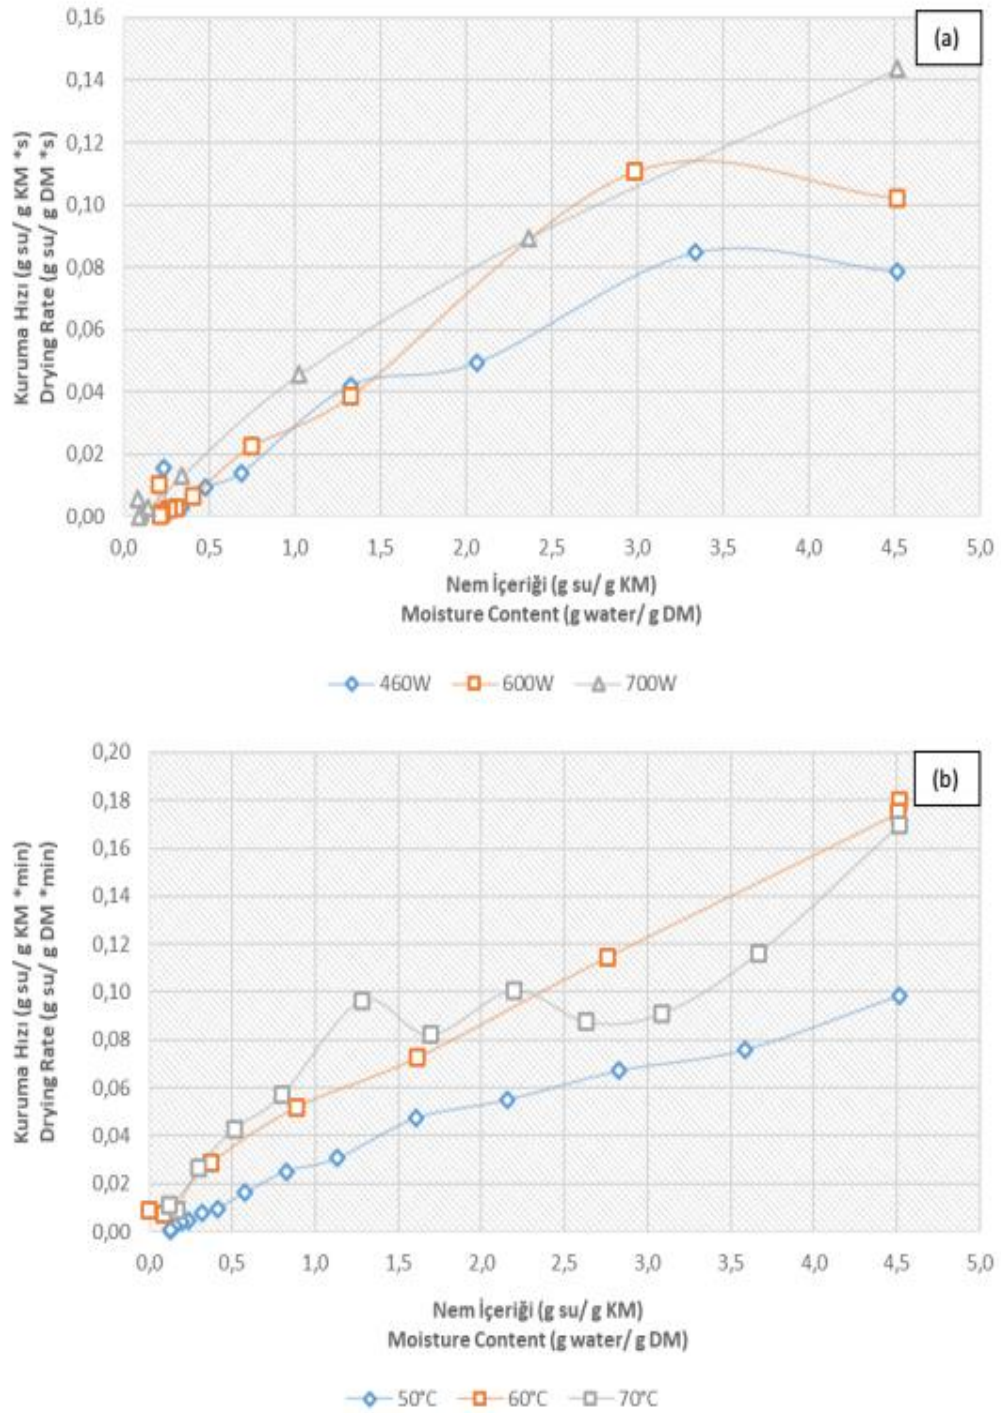 (a)
0,16
0,14
0,12
0,10
0,08
0,06
0,04
0,02
0,00
Kuruma Hızı (g su/ g KM *s)
Drying Rate (g su/ g DM *s)
0,0 0,5 1,0 1,5 2,0 2,5 3,0 3,5 4,0 4,5 5,0
Nem İçeriği (g su/ g KM)
Moisture Content (g water/ g DM)
460W 600W 700W
(b)
0,20
0,18
0,16
0,14
0,12
0,10
0,08
0,06
0,04
0,02
0,00
Kuruma Hızı (g su/ g KM *min)
Drying Rate (g su/ g DM *min)
0,0 0,5 1,0 1,5 2,0 2,5 3,0 3,5 4,0 4,5 5,0
Nem İçeriği (g su/ g KM)
Moisture Content (g water/ g DM)
50°C 60°C 70°C